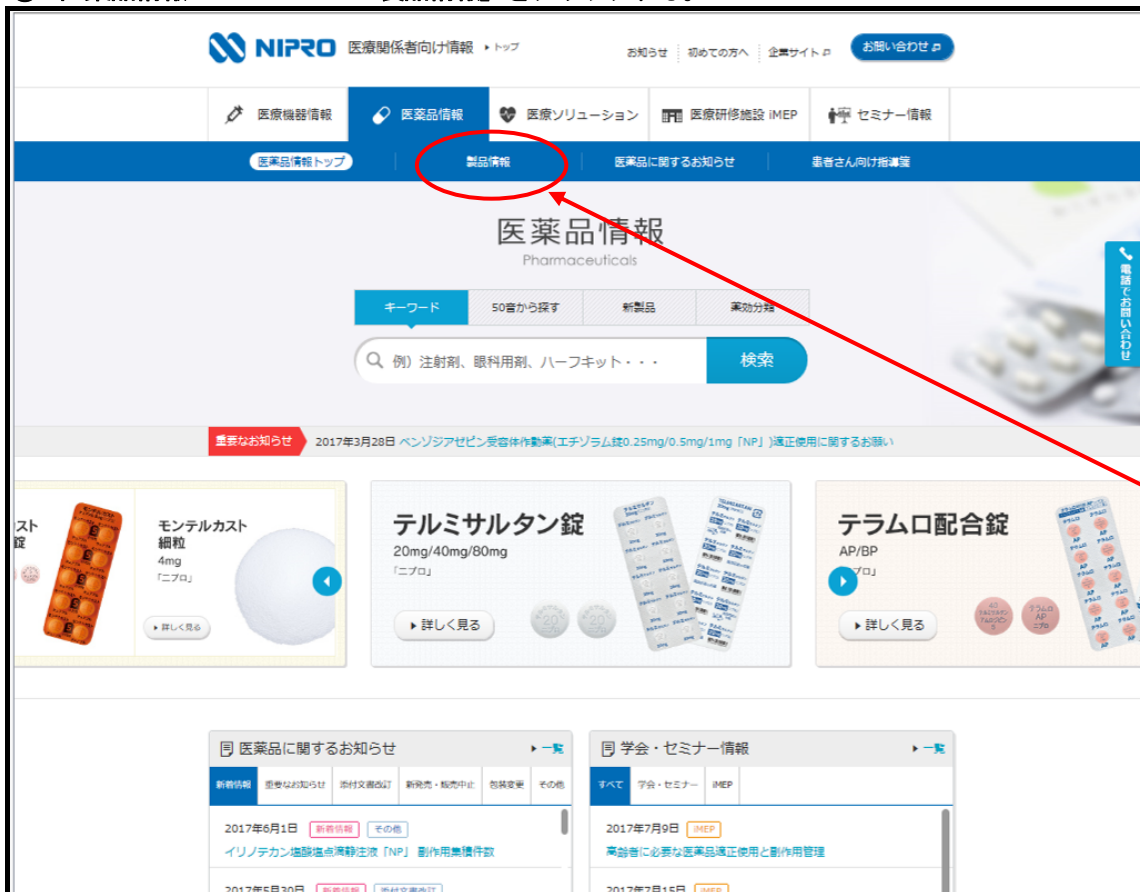 NIPRO 医療関係者向け情報 トップ
お知らせ 初めての方へ 企業サイト お問い合わせ
医療機器情報 医薬品情報 医療ソリューション 医療研修施設 iMEP セミナー情報
医薬品情報トップ 製品情報 医薬品に関するお知らせ 患者さん向け指導箋
医薬品情報
Pharmaceuticals
電話でお問い合わせ
キーワード 50音から探す 新製品 薬効分類
例）注射剤、眼科用剤、ハーフキット・・・ 検索
重要なお知らせ 2017年3月28日 ベンゾジアゼピン受容体作動薬(エチゾラム錠0.25mg/0.5mg/1mg「NP」)適正使用に関するお願い
カスト
錠
モンテルカスト
細粒
4mg
「ニプロ」
詳しく見る
テルミサルタン錠
20mg/40mg/80mg
「ニプロ」
詳しく見る
テラムロ配合錠
AP/BP
「ニプロ」
詳しく見る
医薬品に関するお知らせ 一覧
新着情報 重要なお知らせ 添付文書改訂 新発売・販売中止 包装変更 その他
2017年6月1日 新着情報 その他
イリノテカン塩酸塩点滴静注液「NP」 副作用集積件数
2017年5月30日 新着情報 添付文書改訂
学会・セミナー情報 一覧
すべて 学会・セミナー iMEP
2017年7月9日 iMEP
高齢者に必要な医薬品適正使用と副作用管理
2017年7月15日 iMEP